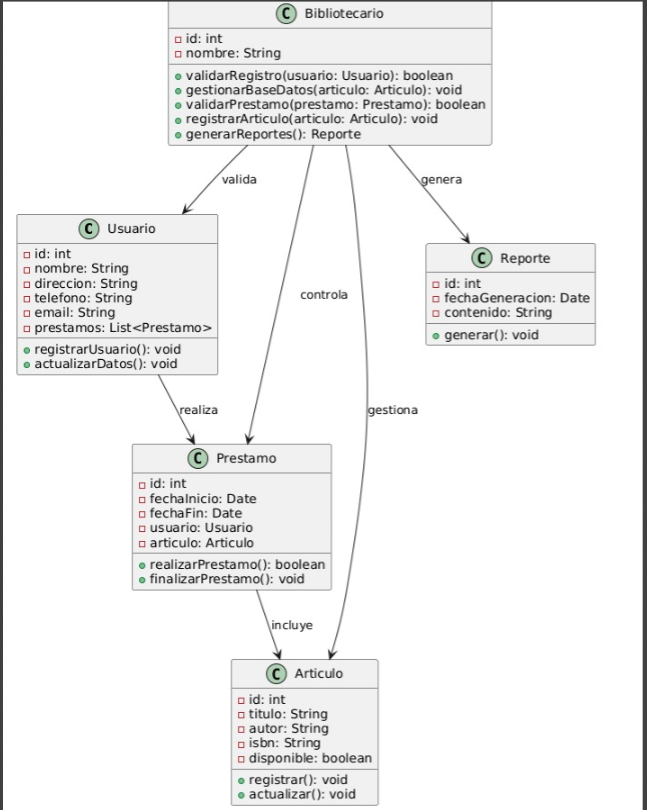 C Bibliotecario
id: int
nombre: String
validarRegistro(usuario: Usuario): boolean
gestionarBaseDatos(articulo: Articulo): void
validarPrestamo(prestamo: Prestamo): boolean
registrarArticulo(articulo: Articulo): void
generarReportes(): Reporte
valida
genera
C Usuario
id: int
nombre: String
direccion: String
telefono: String
email: String
prestamos: List<Prestamo>
registrarUsuario(): void
actualizarDatos(): void
C Reporte
id: int
fechaGeneracion: Date
contenido: String
generar(): void
controla
realiza
gestiona
C Prestamo
id: int
fechaInicio: Date
fechaFin: Date
usuario: Usuario
articulo: Articulo
realizarPrestamo(): boolean
finalizarPrestamo(): void
incluye
C Articulo
id: int
titulo: String
autor: String
isbn: String
disponible: boolean
registrar(): void
actualizar(): void